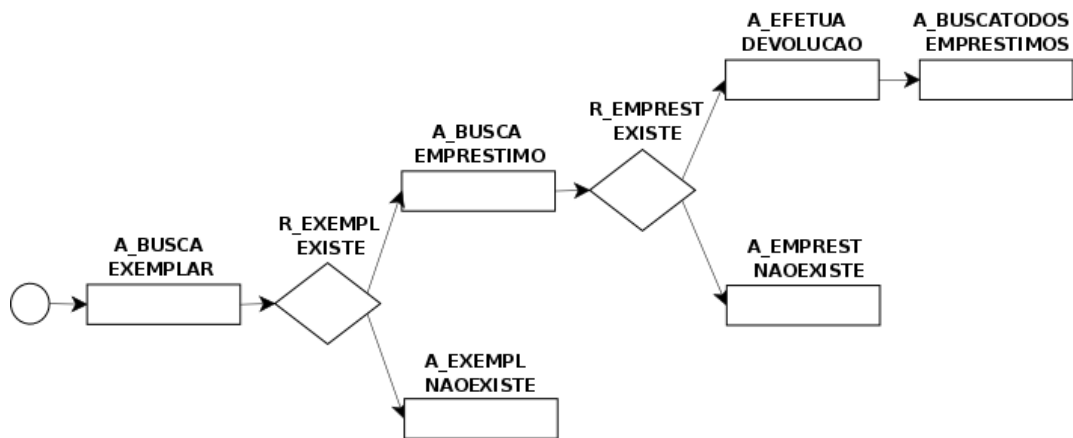 A_EFETUA
DEVOLUCAO
A_BUSCATODOS
EMPRESTIMOS
R_EMPREST
EXISTE
A_BUSCA
EMPRESTIMO
R_EXEMPL
EXISTE
A_BUSCA
EXEMPLAR
A_EMPREST
NAOEXISTE
A_EXEMPL
NAOEXISTE